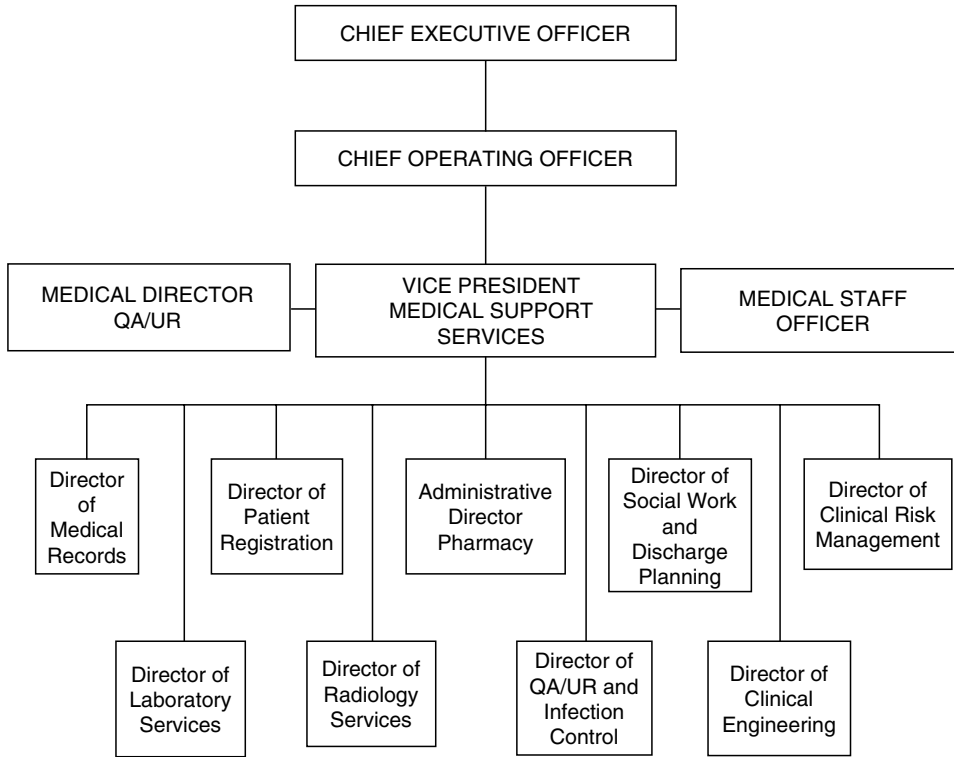 CHIEF EXECUTIVE OFFICER
CHIEF OPERATING OFFICER
MEDICAL DIRECTOR
QA/UR
VICE PRESIDENT
MEDICAL SUPPORT
SERVICES
MEDICAL STAFF
OFFICER
Director
of
Medical
Records
Director of
Patient
Registration
Administrative
Director
Pharmacy
Director of
Social Work
and
Discharge
Planning
Director of
Clinical Risk
Management
Director of
Laboratory
Services
Director of
Radiology
Services
Director of
QA/UR and
Infection
Control
Director of
Clinical
Engineering